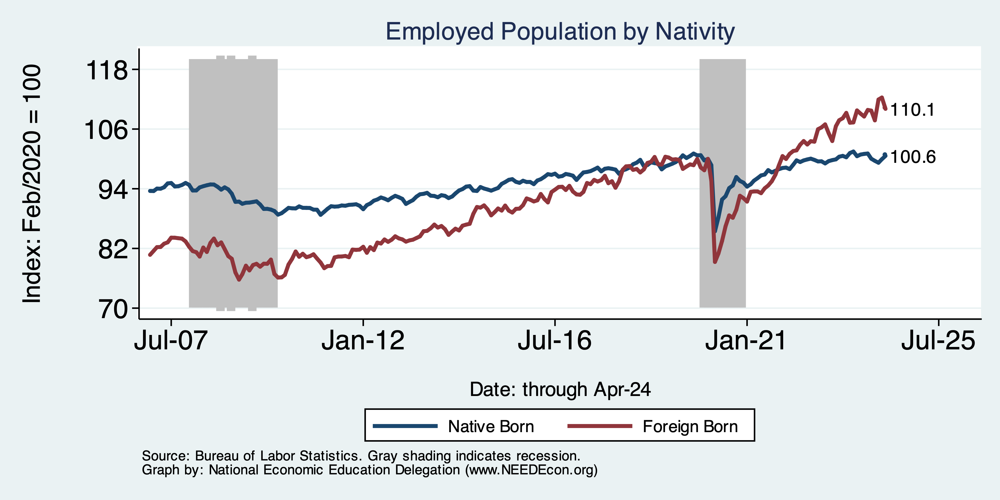 Employed Population by Nativity
Index: Feb/2020 = 100
118
106
94
82
70
110.1
100.6
Jul-07 Jan-12 Jul-16 Jan-21 Jul-25
Date: through Apr-24
Native Born Foreign Born
Source: Bureau of Labor Statistics. Gray shading indicates recession.
Graph by: National Economic Education Delegation (www.NEEDEcon.org)